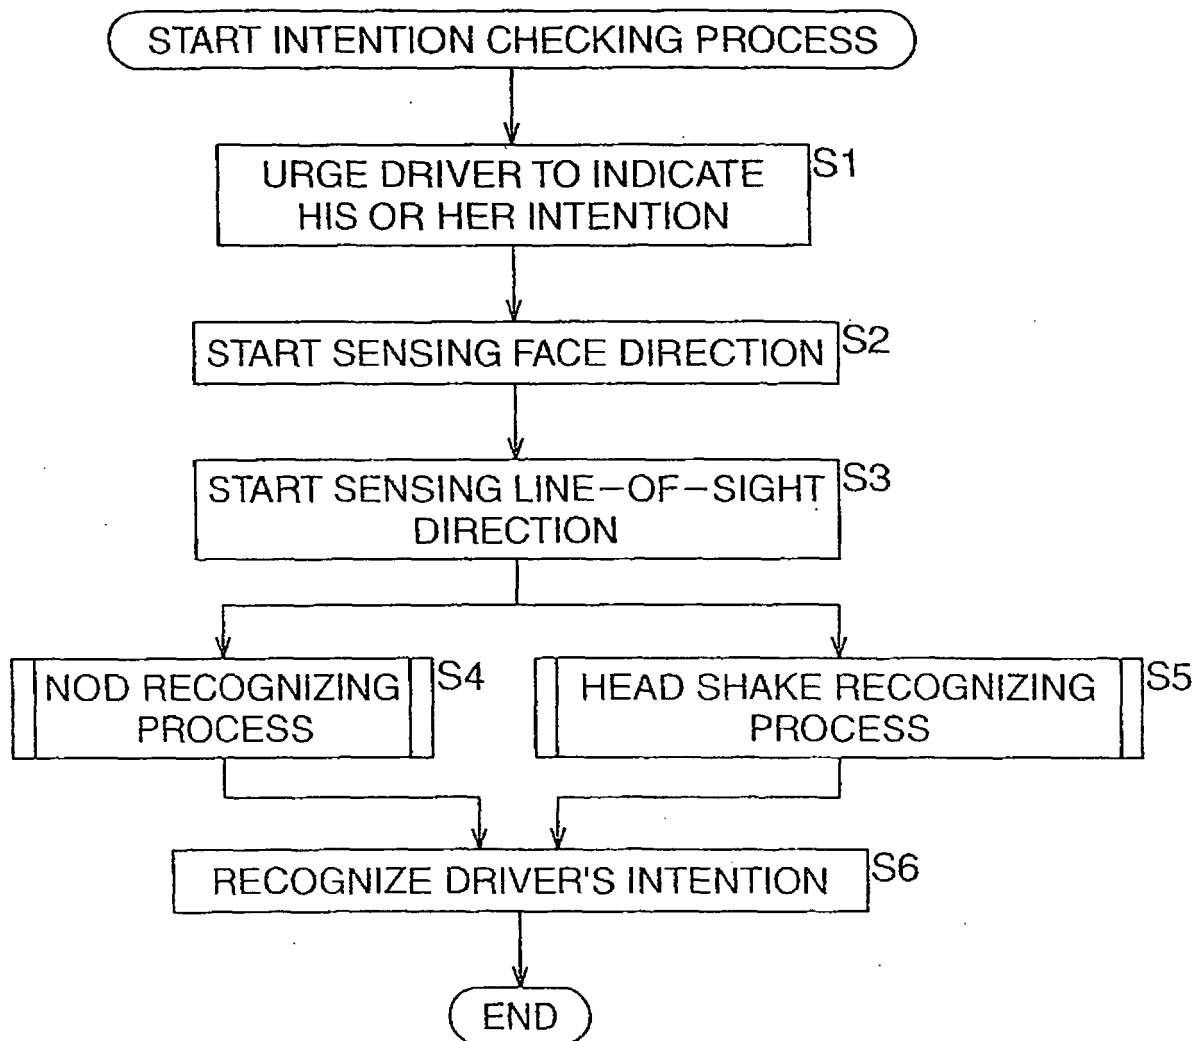 START INTENTION CHECKING PROCESS
URGE DRIVER TO INDICATE
HIS OR HER INTENTION
S1
START SENSING FACE DIRECTION
S2
START SENSING LINE-OF-SIGHT
DIRECTION
S3
NOD RECOGNIZING
PROCESS
S4
HEAD SHAKE RECOGNIZING
PROCESS
S5
RECOGNIZE DRIVER'S INTENTION
S6
END